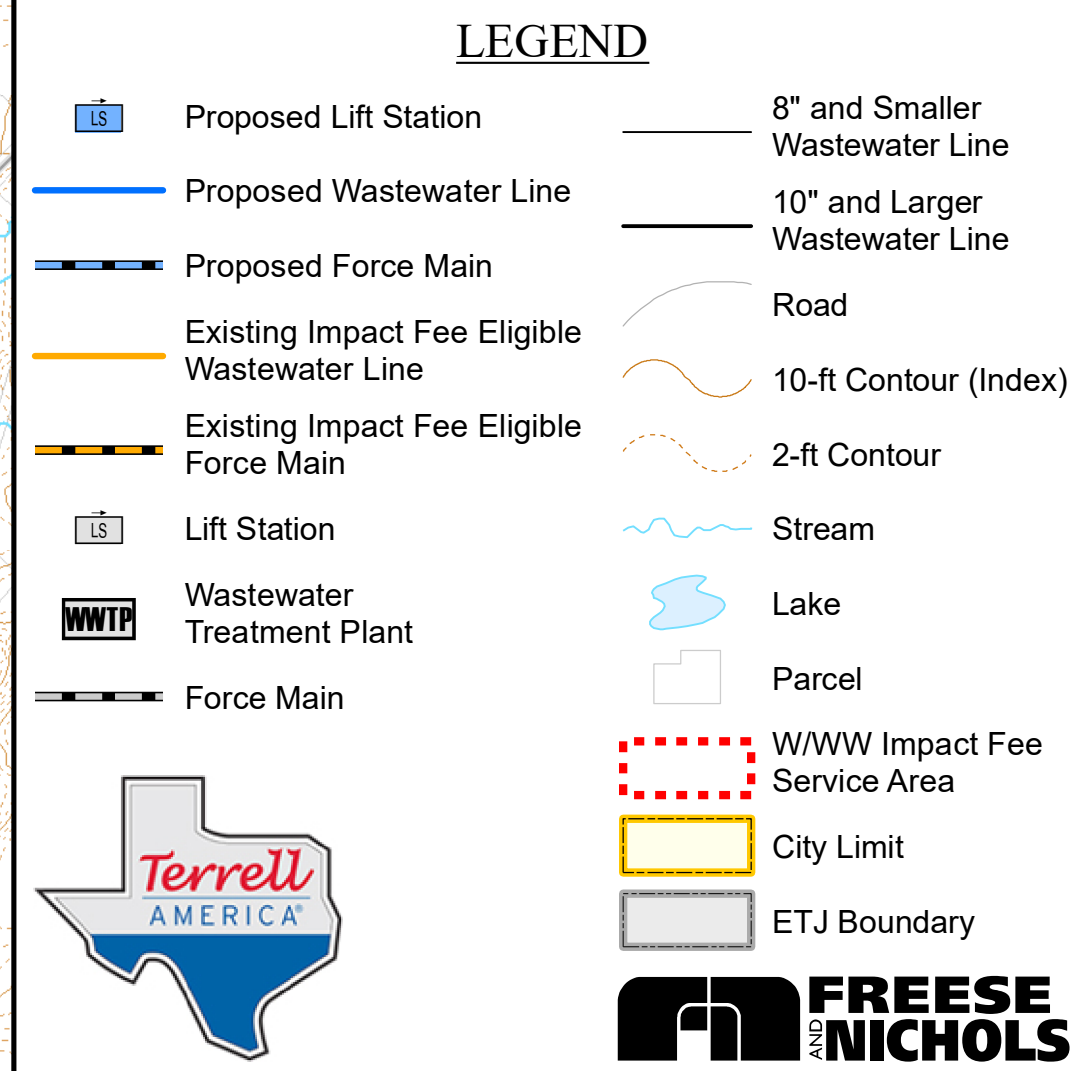 LEGEND
LS
Proposed Lift Station
Proposed Wastewater Line
Proposed Force Main
Existing Impact Fee Eligible
Wastewater Line
Existing Impact Fee Eligible
Force Main
LS
Lift Station
WWTP
Wastewater
Treatment Plant
Force Main
8" and Smaller
Wastewater Line
10" and Larger
Wastewater Line
Road
10-ft Contour (Index)
2-ft Contour
Stream
Lake
Parcel
W/WW Impact Fee
Service Area
City Limit
ETJ Boundary
Terrell
AMERICA®
FREESE
AND NICHOLS